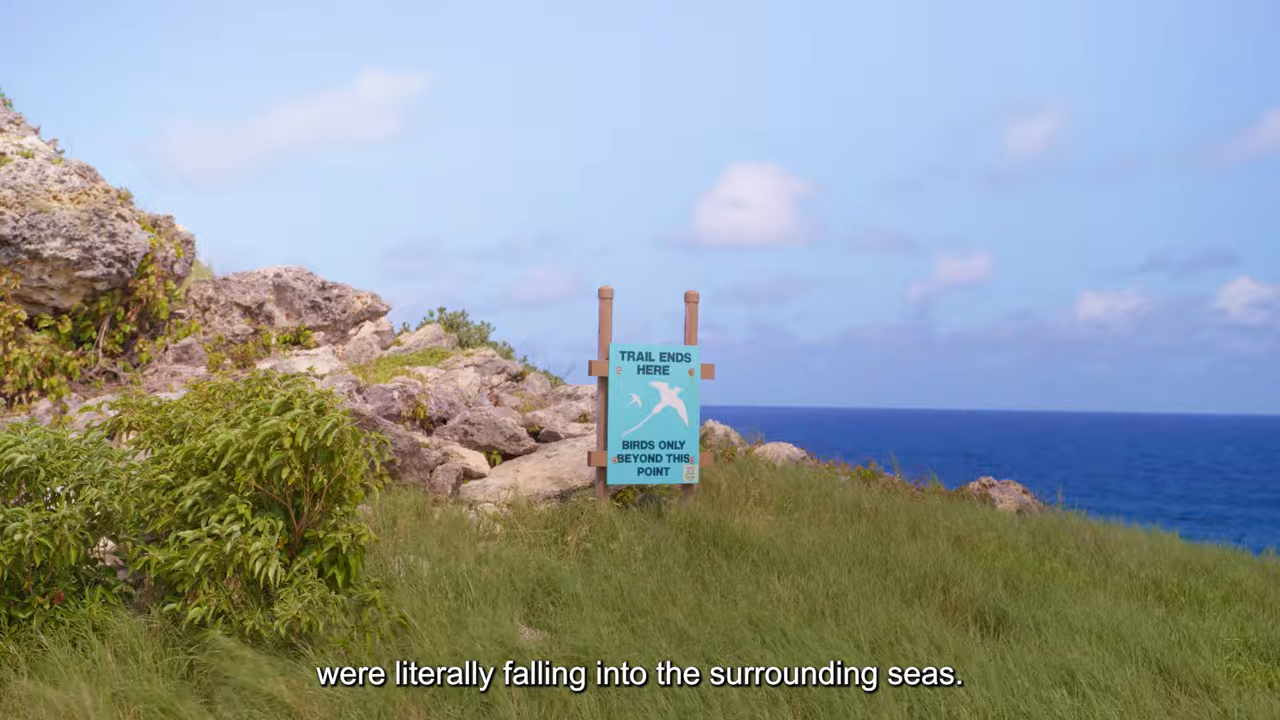 TRAIL ENDS
HERE
BIRDS ONLY
BEYOND THIS
POINT
were literally falling into the surrounding seas.